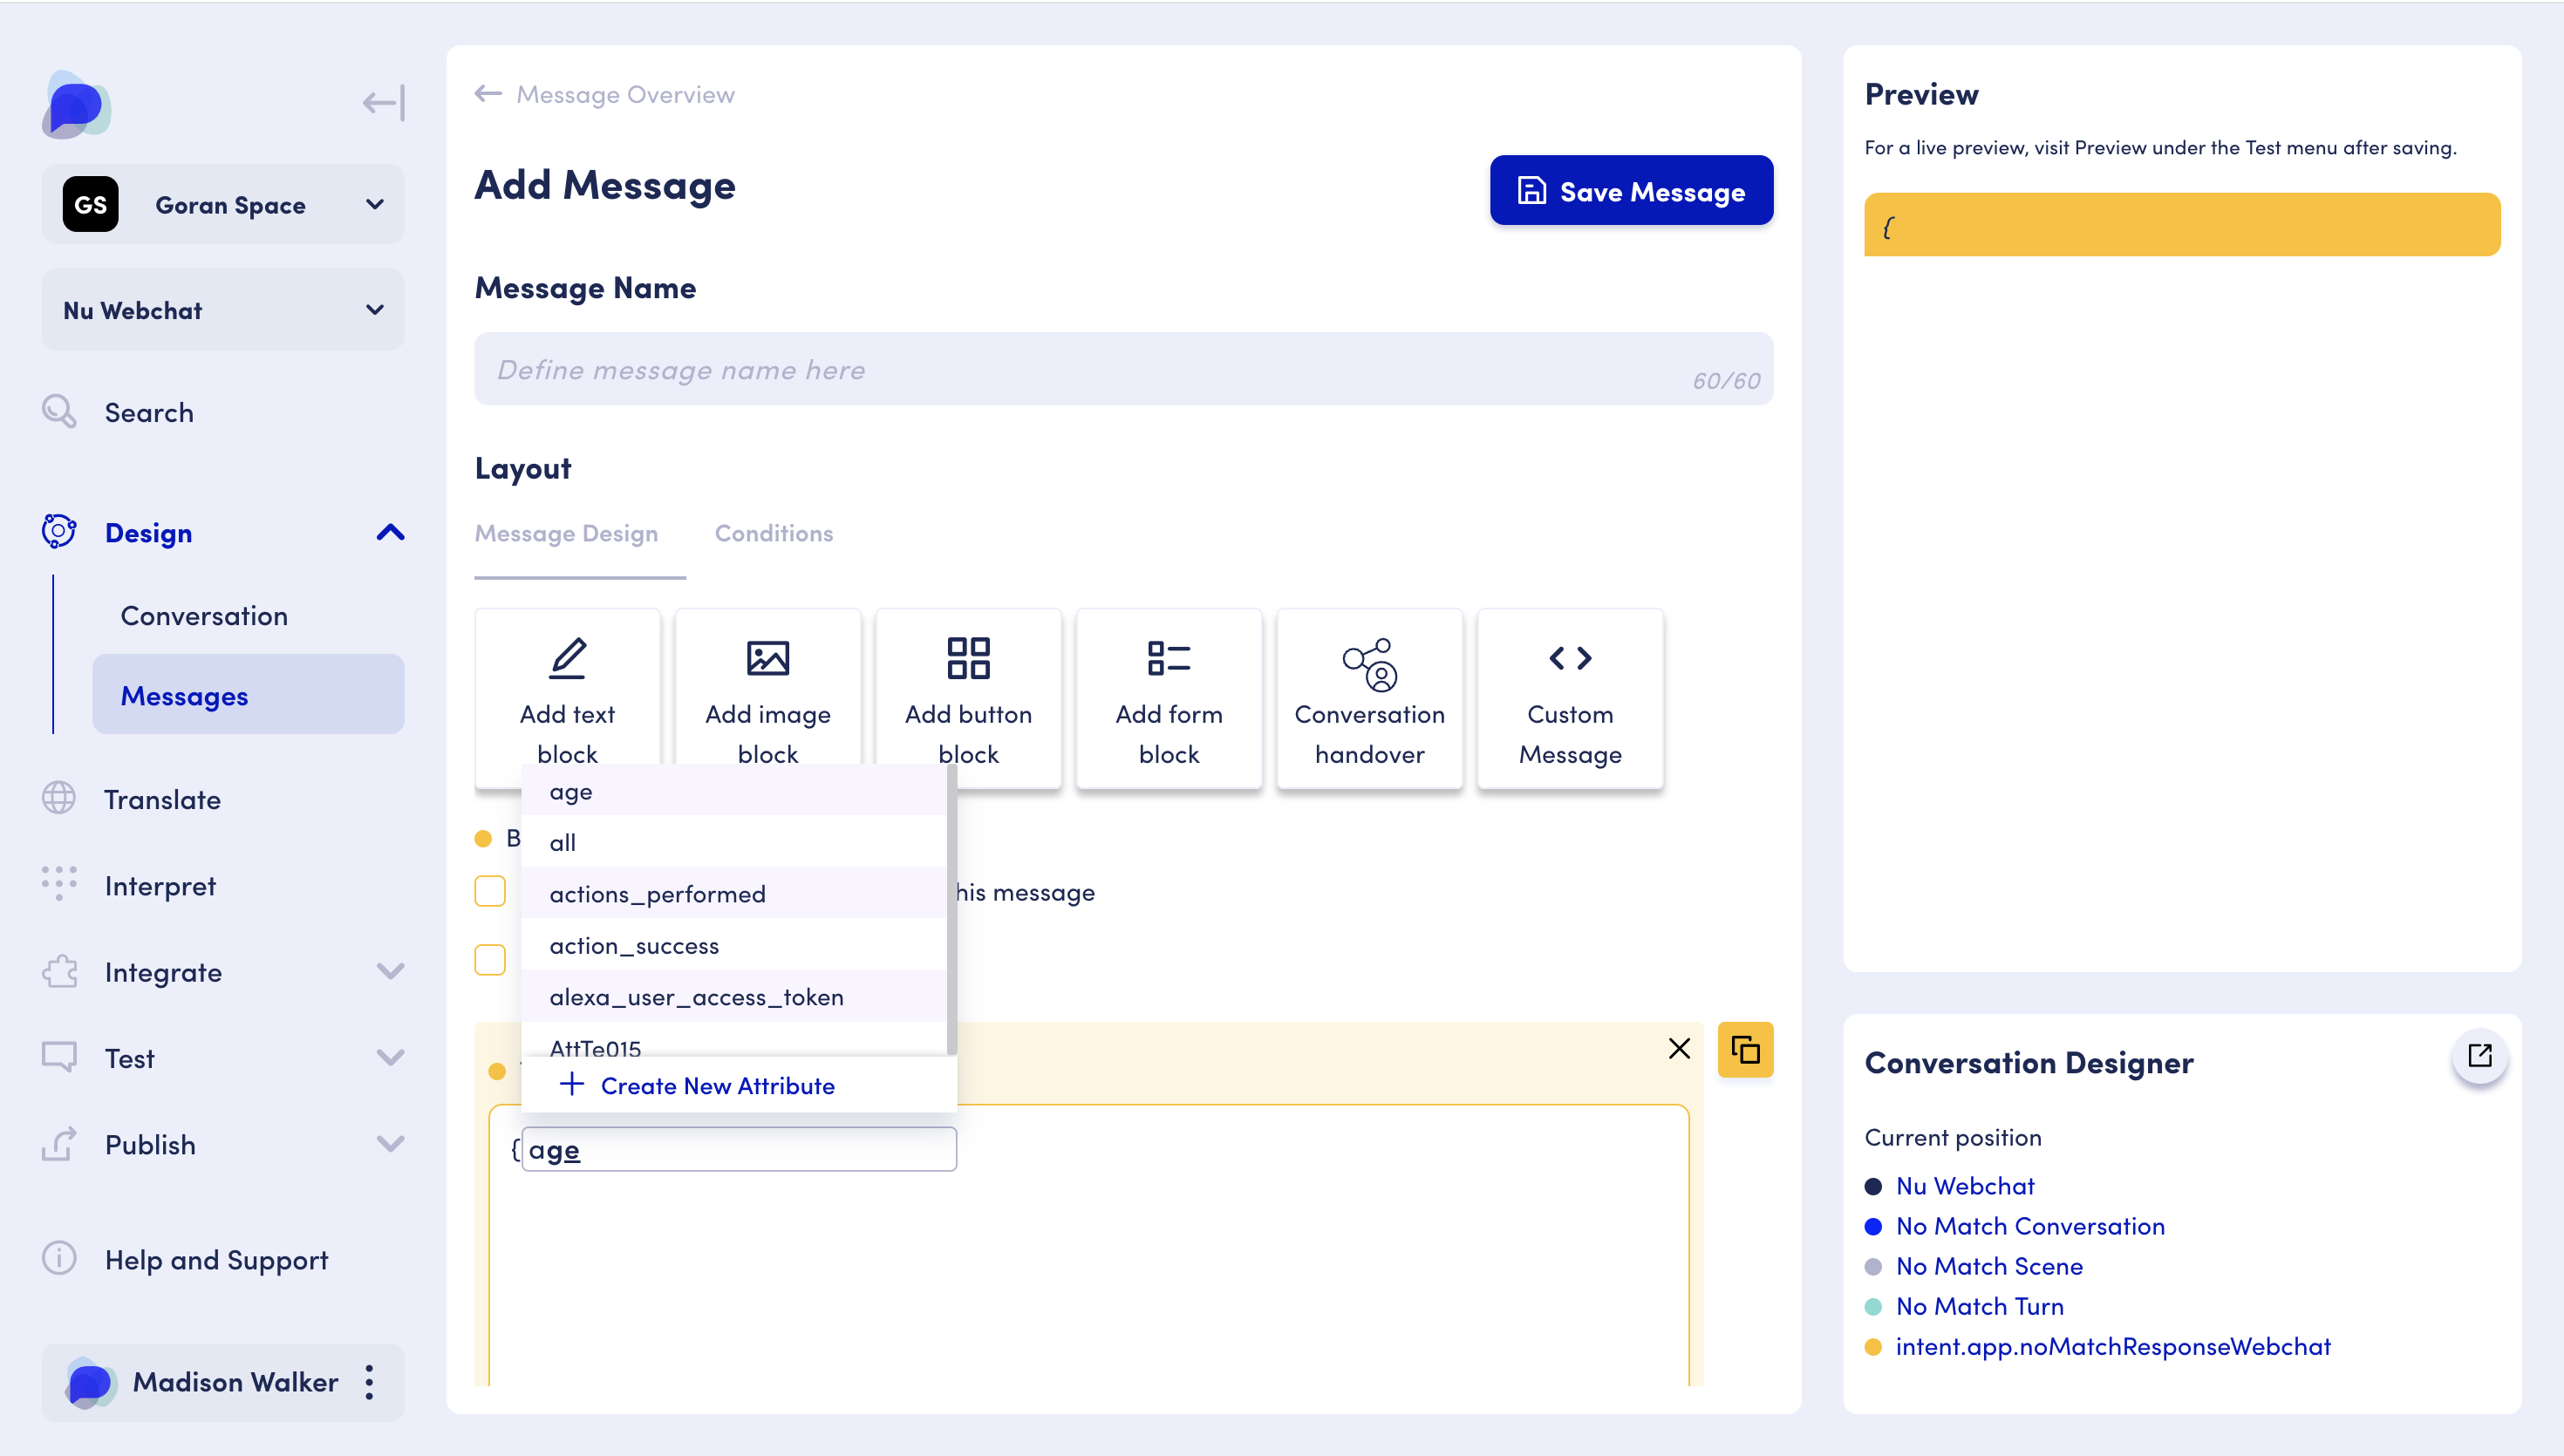 GS
Goran Space
Nu Webchat
Search
Design
Conversation
Messages
Translate
Interpret
Integrate
Test
Publish
Help and Support
Madison Walker
Message Overview
Add Message
Save Message
Message Name
Define message name here
60/60
Layout
Message Design
Conditions
Add text
block
Add image
block
Add button
block
Add form
block
Conversation
handover
Custom
Message
B
his message
age
all
actions_performed
action_success
alexa_user_access_token
AttTe015
Create New Attribute
{age
Preview
For a live preview, visit Preview under the Test menu after saving.
{
Conversation Designer
Current position
Nu Webchat
No Match Conversation
No Match Scene
No Match Turn
intent.app.noMatchResponseWebchat